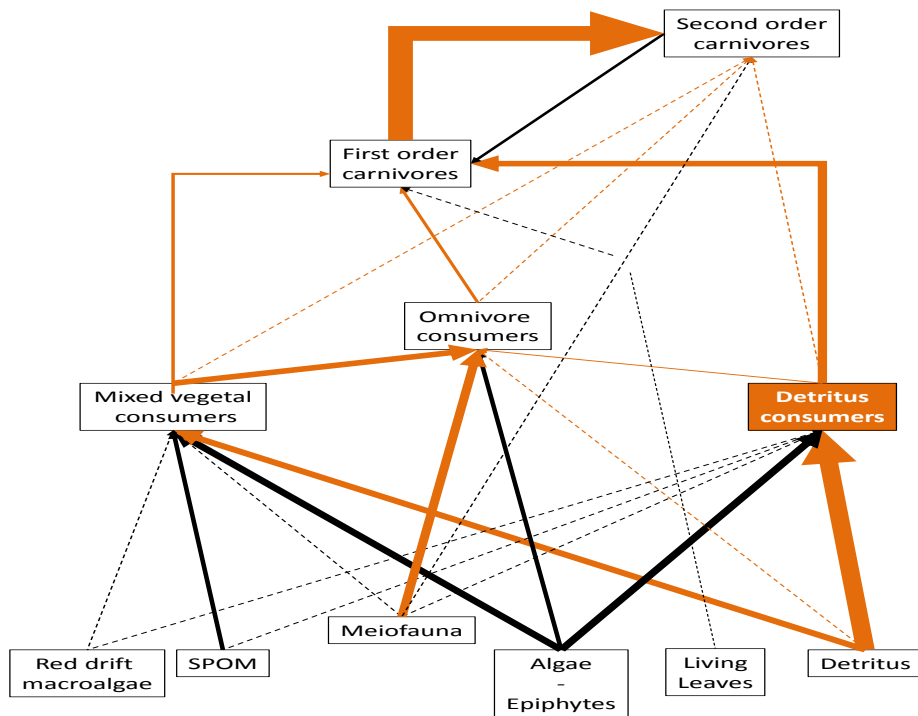 Second order
carnivores
First order
carnivores
Omnivore
consumers
Mixed vegetal
consumers
Detritus
consumers
Meiofauna
Red drift
macroalgae
SPOM
Algae
-
Epiphytes
Living
Leaves
Detritus